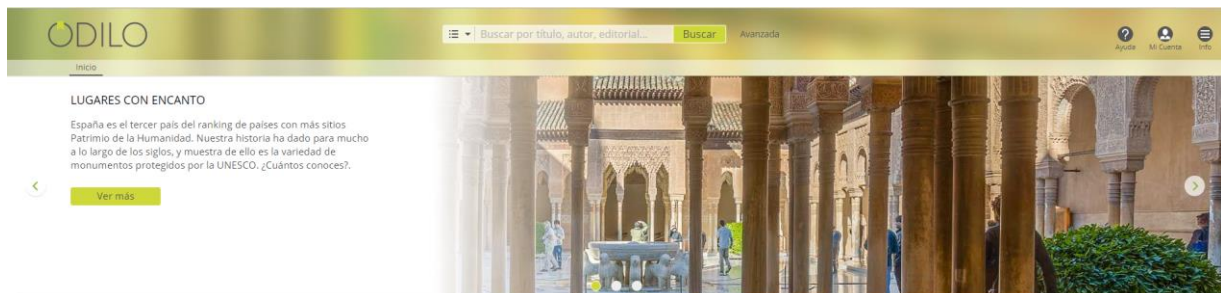 ODILO
Buscar por título, autor, editorial... Buscar Avanzada
Ayuda Mi Cuenta Info
Inicio
LUGARES CON ENCANTO
España es el tercer país del ranking de países con más sitios
Patrimonio de la Humanidad. Nuestra historia ha dado para mucho
a lo largo de los siglos, y muestra de ello es la variedad de
monumentos protegidos por la UNESCO. ¿Cuántos conoces?.
Ver más